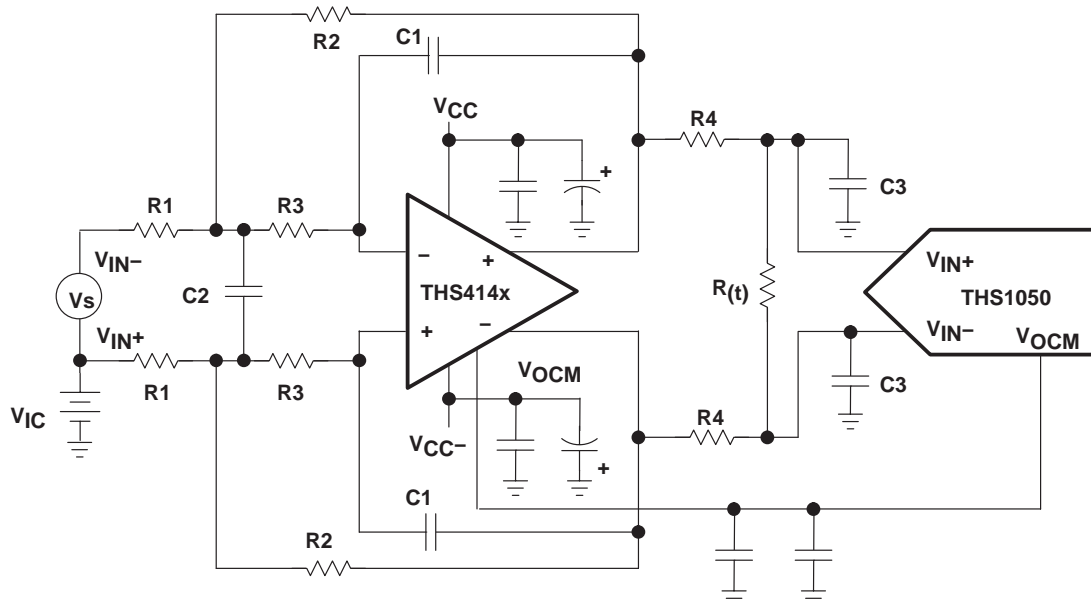 R2
C1
VCC
R4
+
C3
R1
R3
VIN−
−
+
VIN+
Vs
C2
THS414x
R(t)
THS1050
VIN+
+
−
VIN−
VOCM
R1
R3
VOCM
C3
VIC
R4
VCC−
+
C1
R2